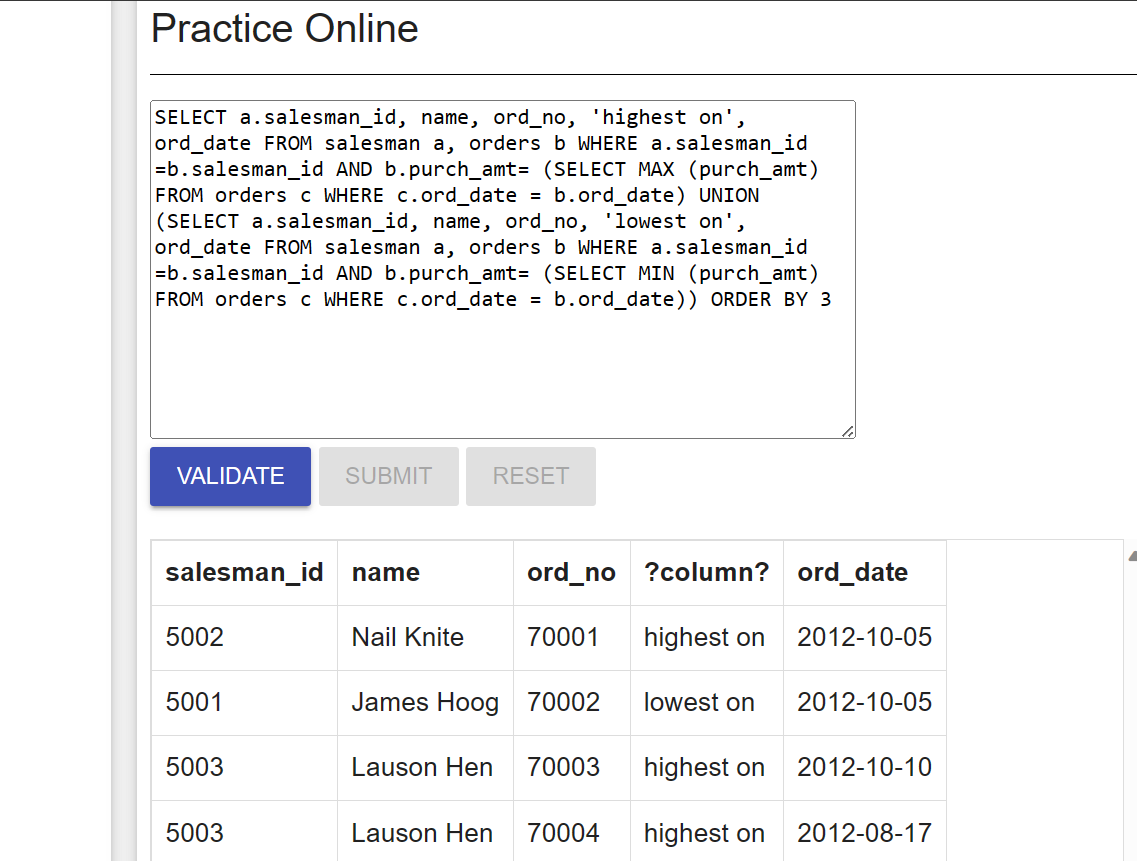 Practice Online
SELECT a.salesman_id, name, ord_no, 'highest on',
ord_date FROM salesman a, orders b WHERE a.salesman_id
=b.salesman_id AND b.purch_amt= (SELECT MAX (purch_amt)
FROM orders c WHERE c.ord_date = b.ord_date) UNION
(SELECT a.salesman_id, name, ord_no, 'lowest on',
ord_date FROM salesman a, orders b WHERE a.salesman_id
=b.salesman_id AND b.purch_amt= (SELECT MIN (purch_amt)
FROM orders c WHERE c.ord_date = b.ord_date)) ORDER BY 3
VALIDATE SUBMIT RESET
salesman_id name ord_no ?column? ord_date
5002 Nail Knite 70001 highest on 2012-10-05
5001 James Hoog 70002 lowest on 2012-10-05
5003 Lauson Hen 70003 highest on 2012-10-10
5003 Lauson Hen 70004 highest on 2012-08-17